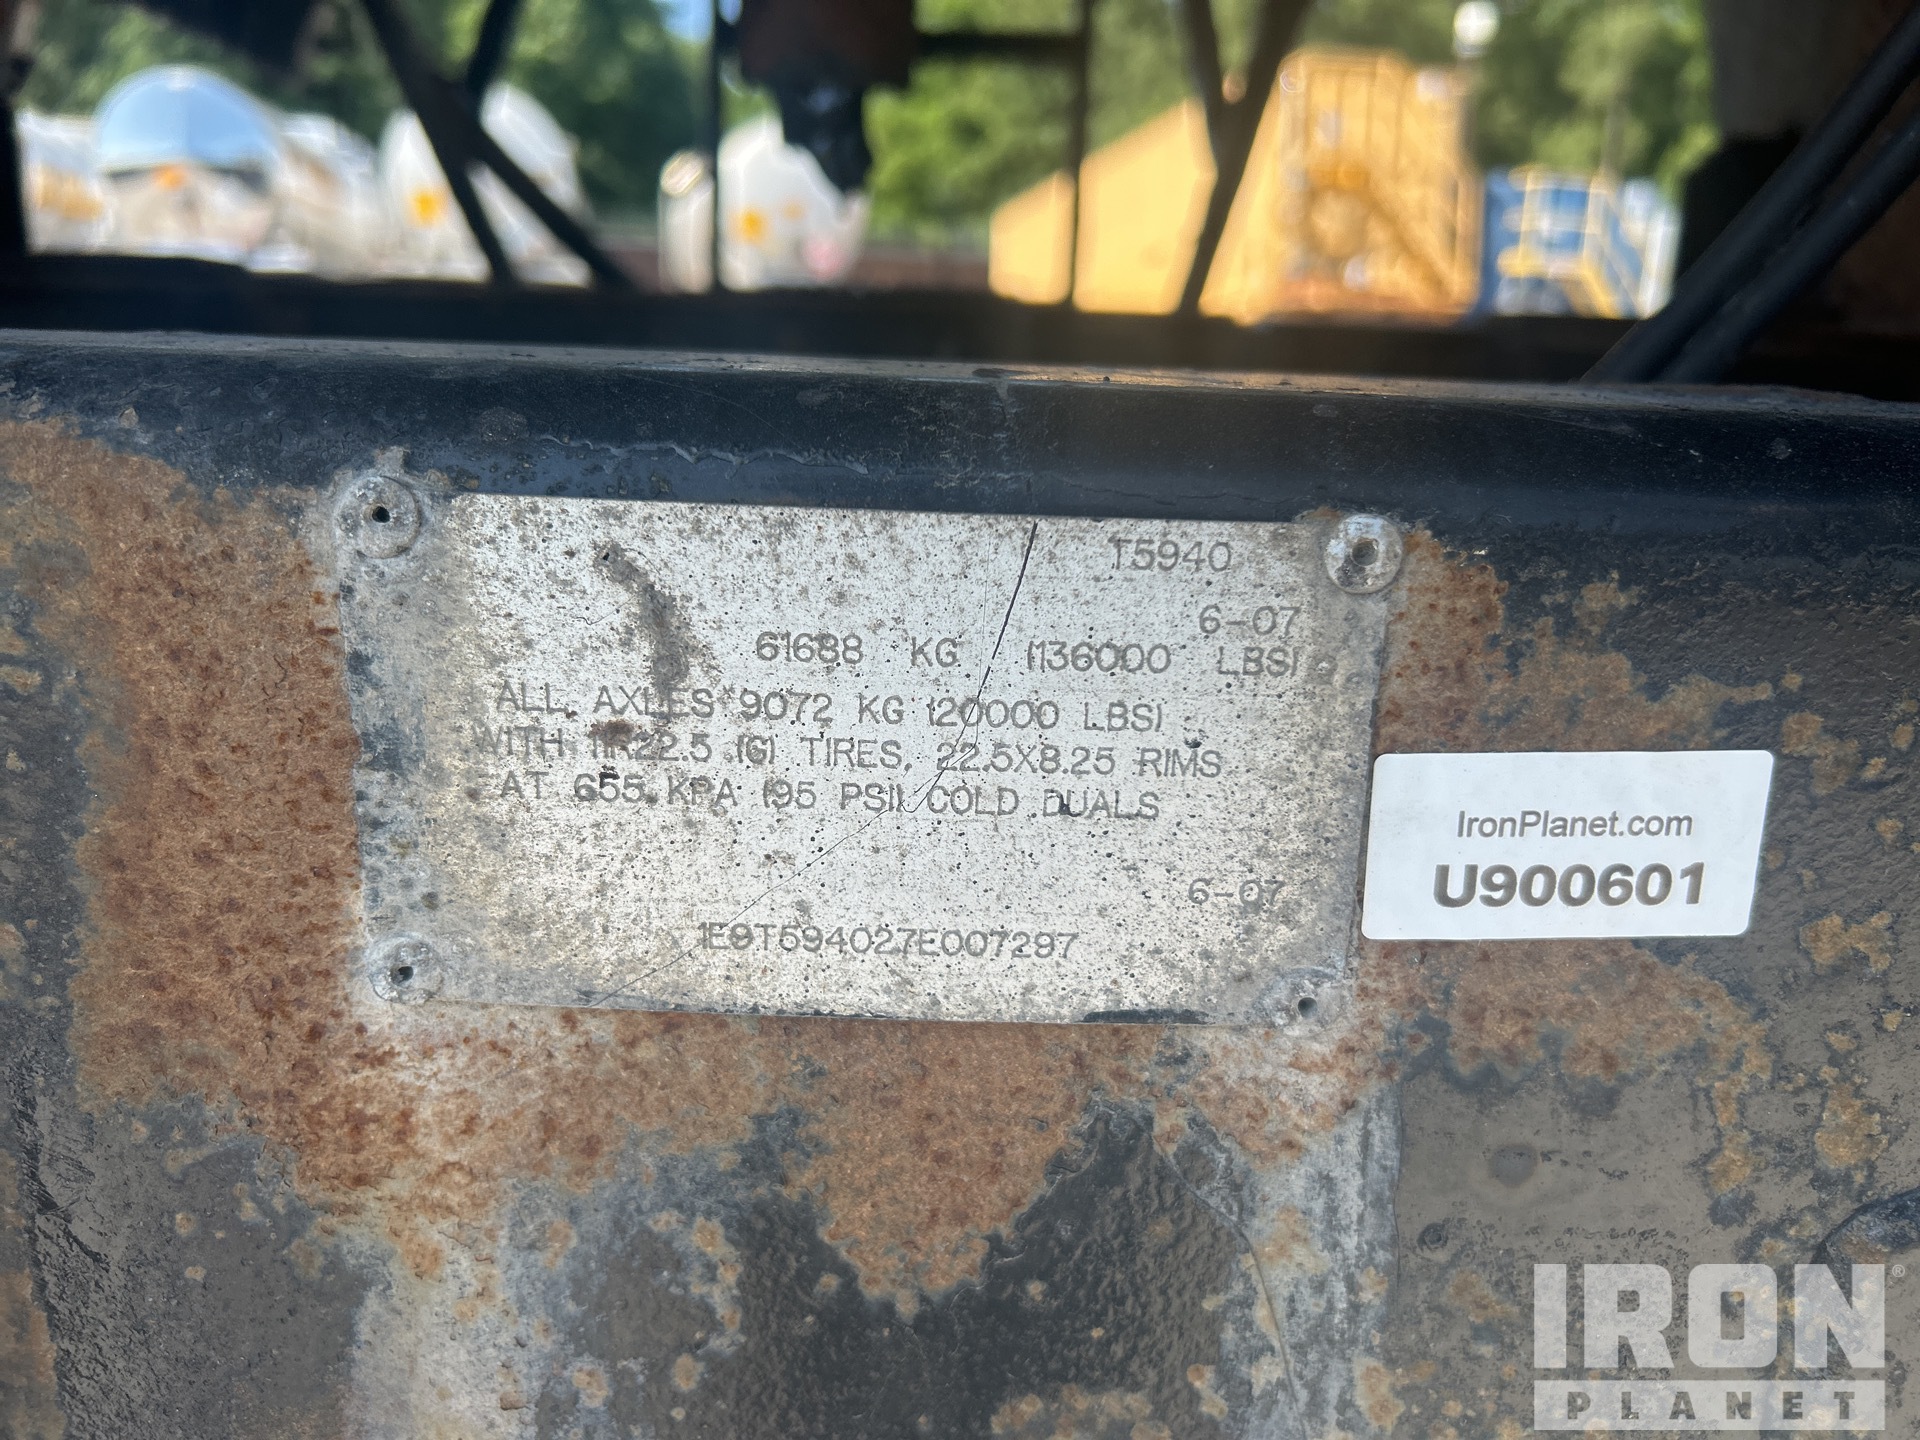 T5940
6-07
61688 KG (136000 LBS)
ALL AXLES 9072 KG (20000 LBS)
WITH 11R22.5 (G) TIRES, 22.5X8.25 RIMS
AT 655 KPA (95 PSI) COLD DUALS
6-07
1E9T594027E007297
IronPlanet.com
U900601
IRON®
PLANET